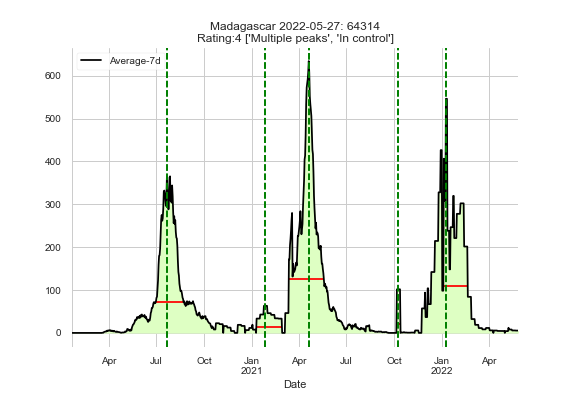 Madagascar 2022-05-27: 64314
Rating:4 ['Multiple peaks', 'In control']
Average-7d
600
500
400
300
200
100
0
Apr Jul Oct Jan Apr Jul Oct Jan Apr
2021 2022
Date